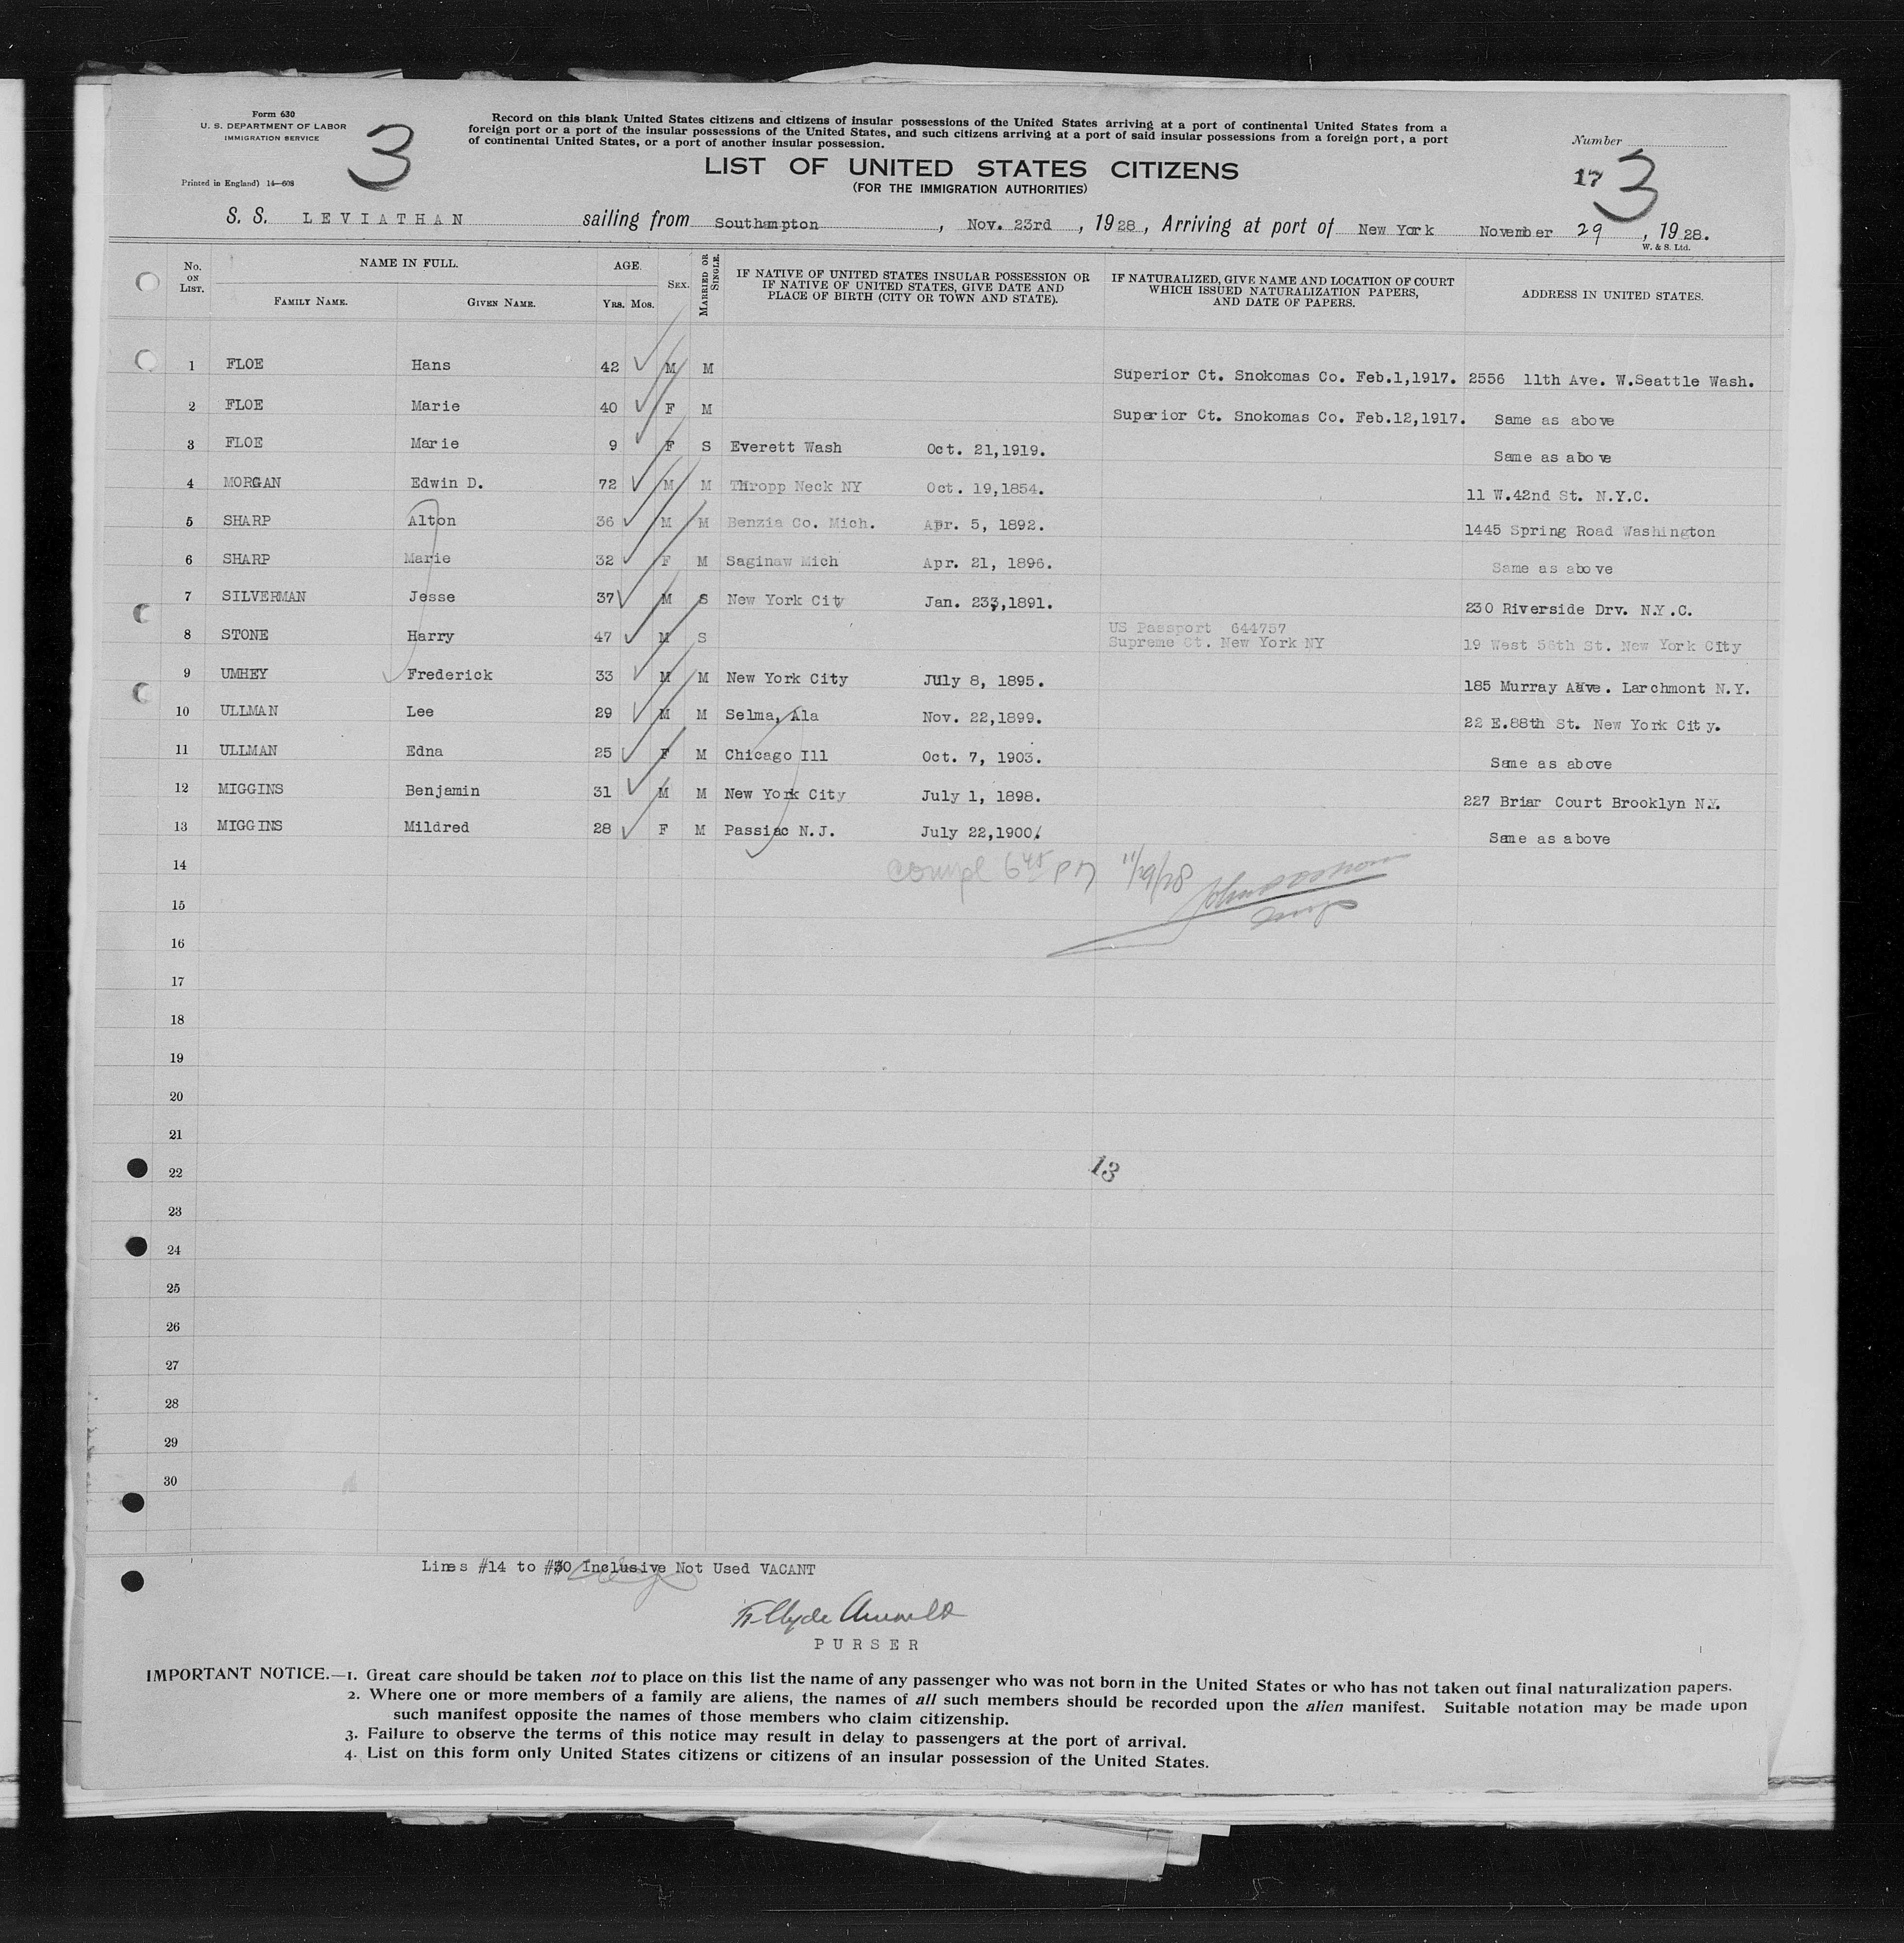 Form 630
U. S. DEPARTMENT OF LABOR
IMMIGRATION SERVICE
Printed in England) 14—608
3
Record on this blank United States citizens and citizens of insular possessions of the United States arriving at a port of continental United States from a
foreign port or a port of the insular possessions of the United States, and such citizens arriving at a port of said insular possessions from a foreign port, a port
of continental United States, or a port of another insular possession.
LIST OF UNITED STATES CITIZENS
(FOR THE IMMIGRATION AUTHORITIES)
Number
173
S. S. LEVIATHAN sailing from Southampton, Nov. 23rd, 1928, Arriving at port of New York November 29, 1928.
W. & S. Ltd.
No. ON LIST. NAME IN FULL. FAMILY NAME. GIVEN NAME. AGE. YRS. MOS. SEX. MARRIED OR SINGLE. IF NATIVE OF UNITED STATES INSULAR POSSESSION OR IF NATIVE OF UNITED STATES, GIVE DATE AND PLACE OF BIRTH (CITY OR TOWN AND STATE). IF NATURALIZED, GIVE NAME AND LOCATION OF COURT WHICH ISSUED NATURALIZATION PAPERS, AND DATE OF PAPERS. ADDRESS IN UNITED STATES.
1 FLOE Hans 42 M M Superior Ct. Snokomas Co. Feb.1,1917. 2556 11th Ave. W.Seattle Wash.
2 FLOE Marie 40 F M Superior Ct. Snokomas Co. Feb.12,1917. Same as above
3 FLOE Marie 9 F S Everett Wash Oct. 21,1919. Same as above
4 MORGAN Edwin D. 72 M M Thropp Neck NY Oct. 19,1854. 11 W.42nd St. N.Y.C.
5 SHARP Alton 36 M M Benzia Co. Mich. Apr. 5, 1892. 1445 Spring Road Washington
6 SHARP Marie 32 F M Saginaw Mich Apr. 21, 1896. Same as above
7 SILVERMAN Jesse 37 M S New York City Jan. 23,1891. 230 Riverside Drv. N.Y.C.
8 STONE Harry 47 M S US Passport 644757 Supreme Ct. New York NY 19 West 56th St. New York City
9 UMHEY Frederick 33 M M New York City July 8, 1895. 185 Murray Ave. Larchmont N.Y.
10 ULLMAN Lee 29 M M Selma, Ala Nov. 22,1899. 22 E.88th St. New York City.
11 ULLMAN Edna 25 F M Chicago Ill Oct. 7, 1903. Same as above
12 MIGGINS Benjamin 31 M M New York City July 1, 1898. 227 Briar Court Brooklyn N.Y.
13 MIGGINS Mildred 28 F M Passiac N.J. July 22,1900. Same as above
14 compl 6 45 PM 11/29/28
15
16
17
18
19
20
21
22
13
23
24
25
26
27
28
29
30
Lines #14 to #30 Inclusive Not Used VACANT
PURSER
IMPORTANT NOTICE.—1. Great care should be taken not to place on this list the name of any passenger who was not born in the United States or who has not taken out final naturalization papers.
2. Where one or more members of a family are aliens, the names of all such members should be recorded upon the alien manifest. Suitable notation may be made upon
such manifest opposite the names of those members who claim citizenship.
3. Failure to observe the terms of this notice may result in delay to passengers at the port of arrival.
4. List on this form only United States citizens or citizens of an insular possession of the United States.